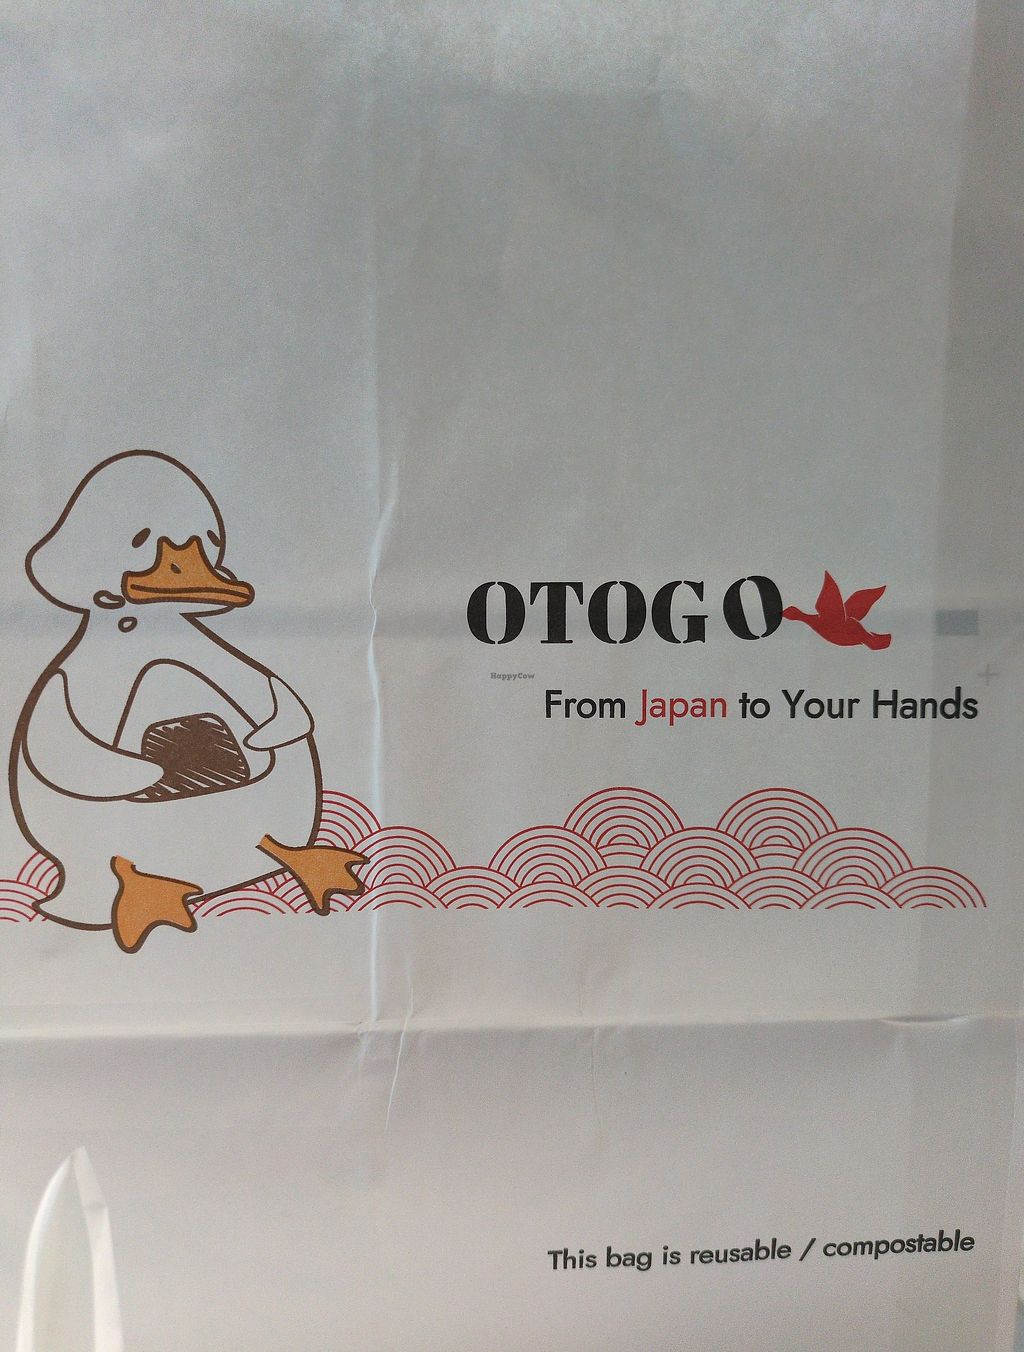 OTOGO
HappyCow
From Japan to Your Hands
This bag is reusable / compostable